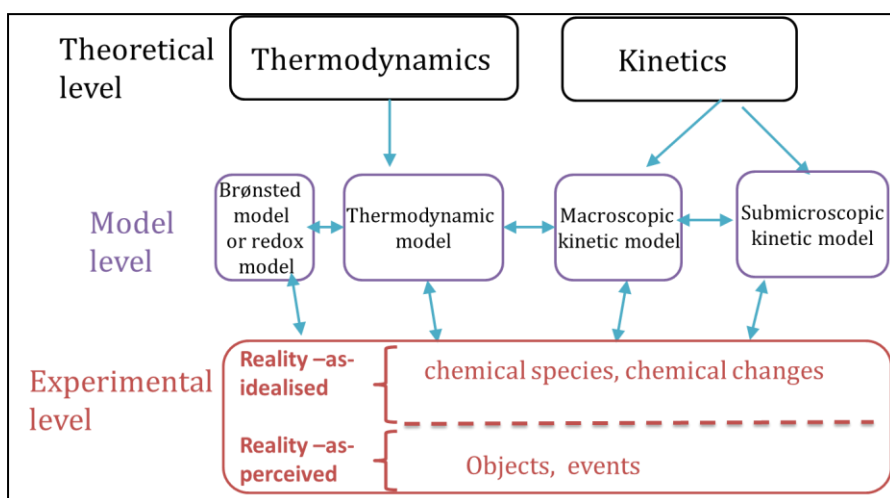 Theoretical
level
Thermodynamics
Kinetics
Model
level
Brønsted
model
or redox
model
Thermodynamic
model
Macroscopic
kinetic model
Submicroscopic
kinetic model
Experimental
level
Reality –as-
idealised
chemical species, chemical changes
Reality –as-
perceived
Objects, events